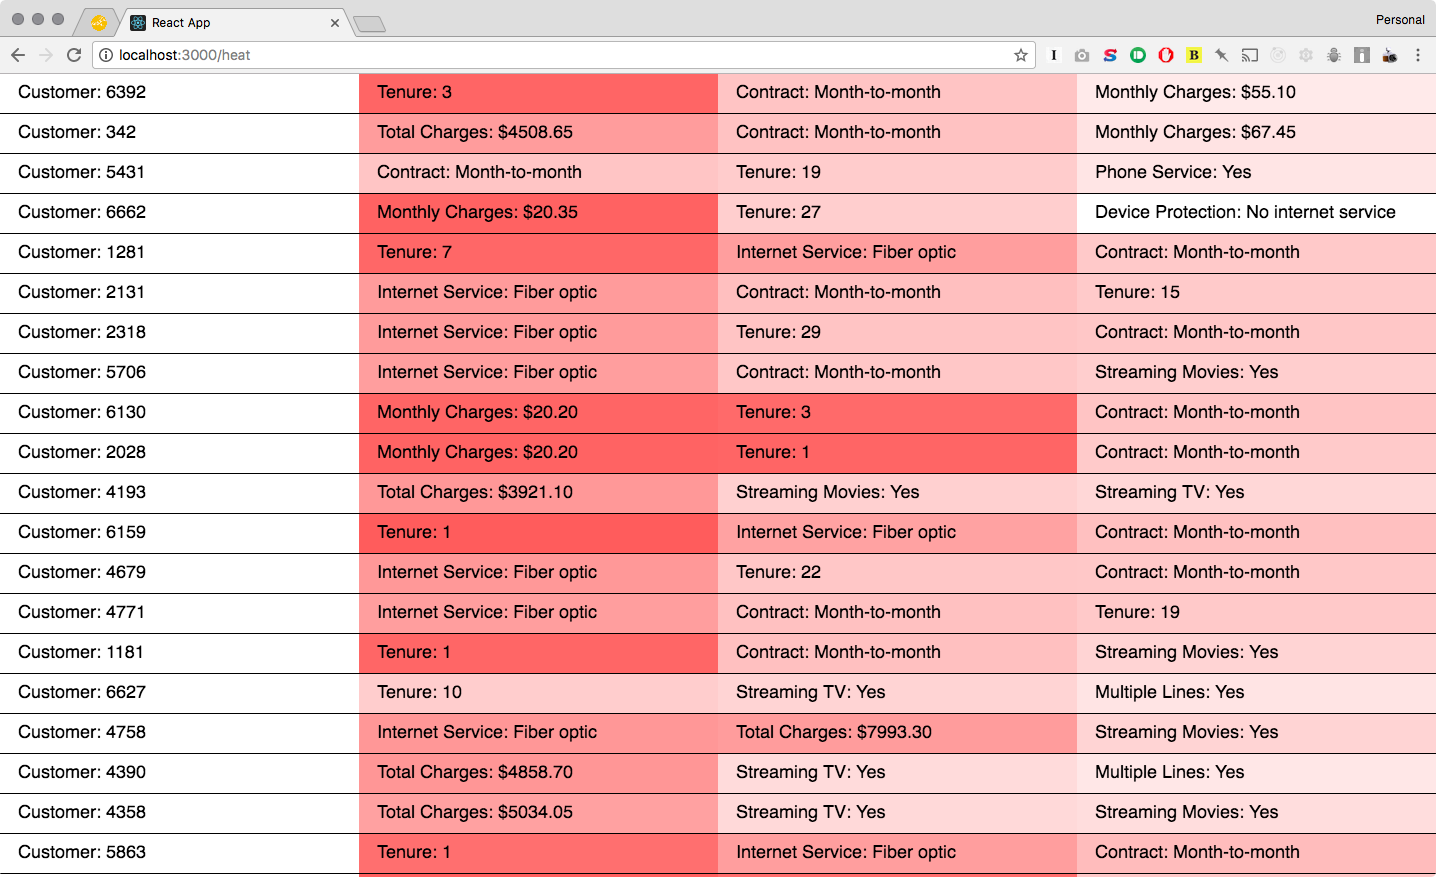 React App
Personal
localhost:3000/heat
Customer: 6392 Tenure: 3 Contract: Month-to-month Monthly Charges: $55.10
Customer: 342 Total Charges: $4508.65 Contract: Month-to-month Monthly Charges: $67.45
Customer: 5431 Contract: Month-to-month Tenure: 19 Phone Service: Yes
Customer: 6662 Monthly Charges: $20.35 Tenure: 27 Device Protection: No internet service
Customer: 1281 Tenure: 7 Internet Service: Fiber optic Contract: Month-to-month
Customer: 2131 Internet Service: Fiber optic Contract: Month-to-month Tenure: 15
Customer: 2318 Internet Service: Fiber optic Tenure: 29 Contract: Month-to-month
Customer: 5706 Internet Service: Fiber optic Contract: Month-to-month Streaming Movies: Yes
Customer: 6130 Monthly Charges: $20.20 Tenure: 3 Contract: Month-to-month
Customer: 2028 Monthly Charges: $20.20 Tenure: 1 Contract: Month-to-month
Customer: 4193 Total Charges: $3921.10 Streaming Movies: Yes Streaming TV: Yes
Customer: 6159 Tenure: 1 Internet Service: Fiber optic Contract: Month-to-month
Customer: 4679 Internet Service: Fiber optic Tenure: 22 Contract: Month-to-month
Customer: 4771 Internet Service: Fiber optic Contract: Month-to-month Tenure: 19
Customer: 1181 Tenure: 1 Contract: Month-to-month Streaming Movies: Yes
Customer: 6627 Tenure: 10 Streaming TV: Yes Multiple Lines: Yes
Customer: 4758 Internet Service: Fiber optic Total Charges: $7993.30 Streaming Movies: Yes
Customer: 4390 Total Charges: $4858.70 Streaming TV: Yes Multiple Lines: Yes
Customer: 4358 Total Charges: $5034.05 Streaming TV: Yes Streaming Movies: Yes
Customer: 5863 Tenure: 1 Internet Service: Fiber optic Contract: Month-to-month